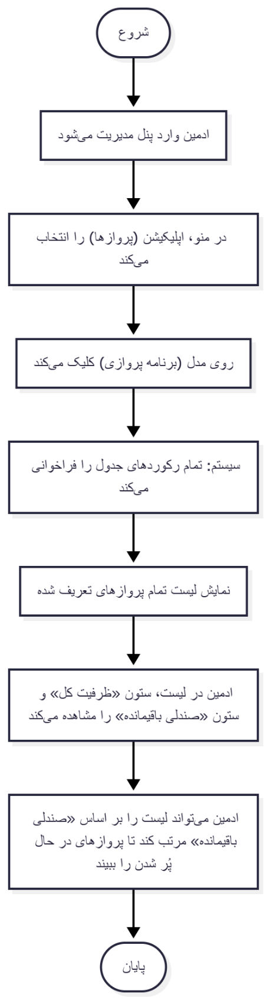 شروع
ادمین وارد پنل مدیریت می‌شود
در منو، اپلیکیشن (پروازها) را انتخاب
می‌کند
روی مدل (برنامه پروازی) کلیک می‌کند
سیستم: تمام رکوردهای جدول را فراخوانی
می‌کند
نمایش لیست تمام پروازهای تعریف شده
ادمین در لیست، ستون «ظرفیت کل» و
ستون «صندلی باقیمانده» را مشاهده می‌کند
ادمین می‌تواند لیست را بر اساس «صندلی
باقیمانده» مرتب کند تا پروازهای در حال
پُر شدن را ببیند
پایان